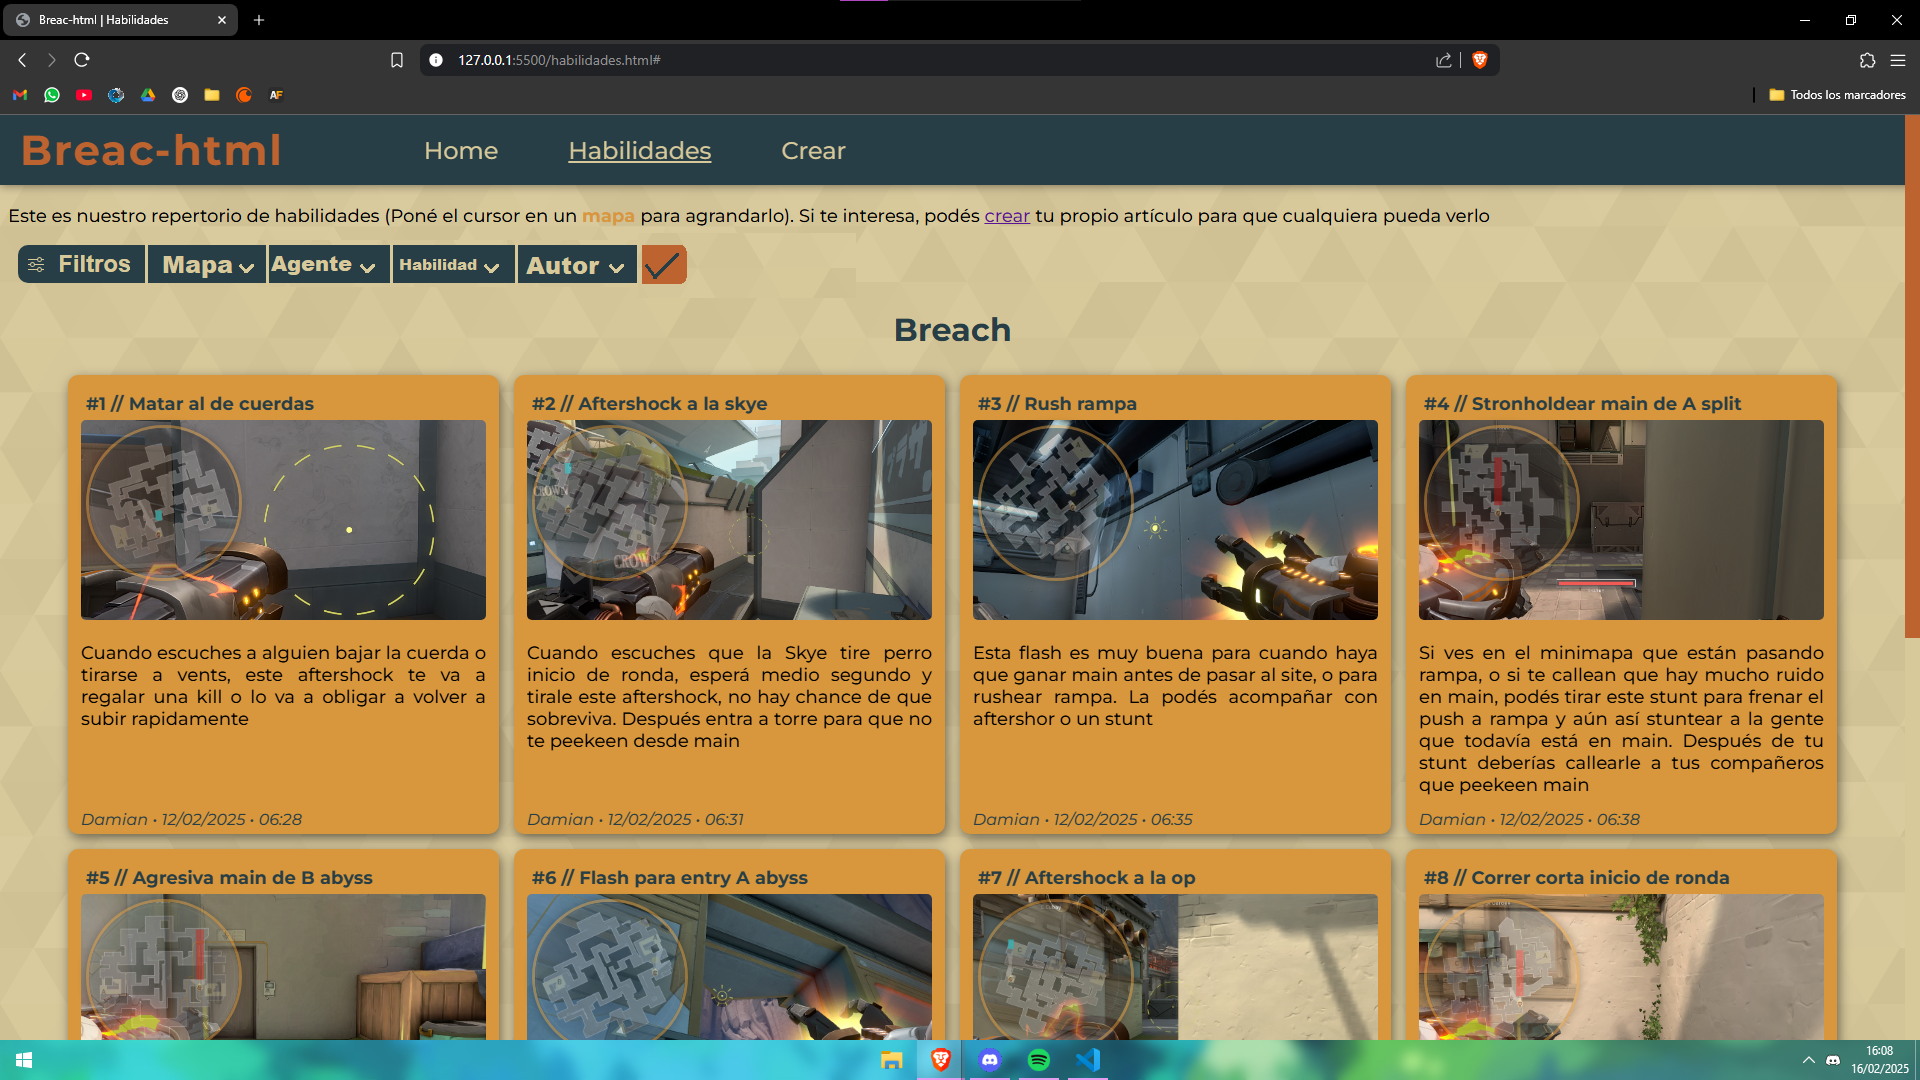 Breac-html | Habilidades
127.0.0.1:5500/habilidades.html#
AF
Todos los marcadores
Breac-html
Home
Habilidades
Crear
Este es nuestro repertorio de habilidades (Poné el cursor en un mapa para agrandarlo). Si te interesa, podés crear tu propio artículo para que cualquiera pueda verlo
Filtros
Mapa
Agente
Habilidad
Autor
Breach
#1 // Matar al de cuerdas
Cuando escuches a alguien bajar la cuerda o
tirarse a vents, este aftershock te va a
regalar una kill o lo va a obligar a volver a
subir rapidamente
Damian • 12/02/2025 • 06:28
#2 // Aftershock a la skye
CROWN
CROWN
Cuando escuches que la Skye tire perro
inicio de ronda, esperá medio segundo y
tirale este aftershock, no hay chance de que
sobreviva. Después entra a torre para que no
te peekeen desde main
Damian • 12/02/2025 • 06:31
#3 // Rush rampa
Esta flash es muy buena para cuando haya
que ganar main antes de pasar al site, o para
rushear rampa. La podés acompañar con
aftershor o un stunt
Damian • 12/02/2025 • 06:35
#4 // Stronholdear main de A split
Si ves en el minimapa que están pasando
rampa, o si te callean que hay mucho ruido
en main, podés tirar este stunt para frenar el
push a rampa y aún así stuntear a la gente
que todavía está en main. Después de tu
stunt deberías callearle a tus compañeros
que peekeen main
Damian • 12/02/2025 • 06:38
#5 // Agresiva main de B abyss
#6 // Flash para entry A abyss
#7 // Aftershock a la op
#8 // Correr corta inicio de ronda
16:08
16/02/2025